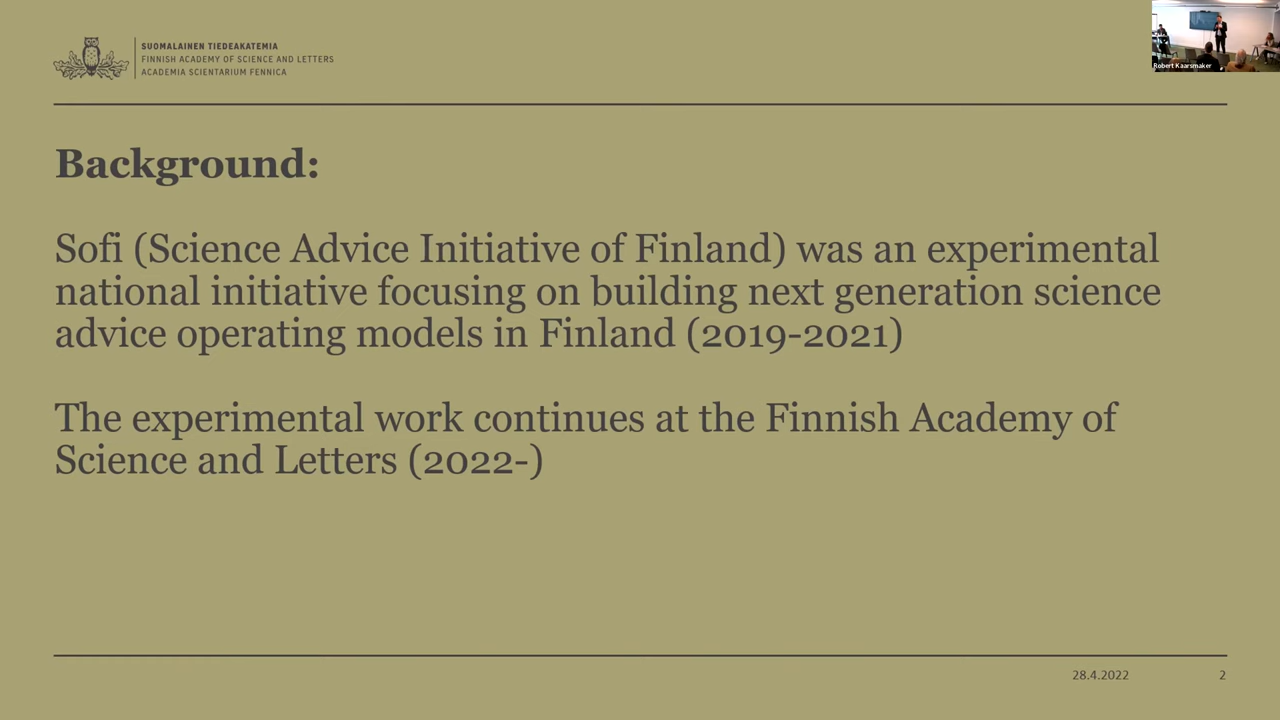 SUOMALAINEN TIEDEAKATEMIA
FINNISH ACADEMY OF SCIENCE AND LETTERS
ACADEMIA SCIENTARIUM FENNICA
Robert Kaarsmaker
Background:
Sofi (Science Advice Initiative of Finland) was an experimental
national initiative focusing on building next generation science
advice operating models in Finland (2019-2021)
The experimental work continues at the Finnish Academy of
Science and Letters (2022-)
28.4.2022
2